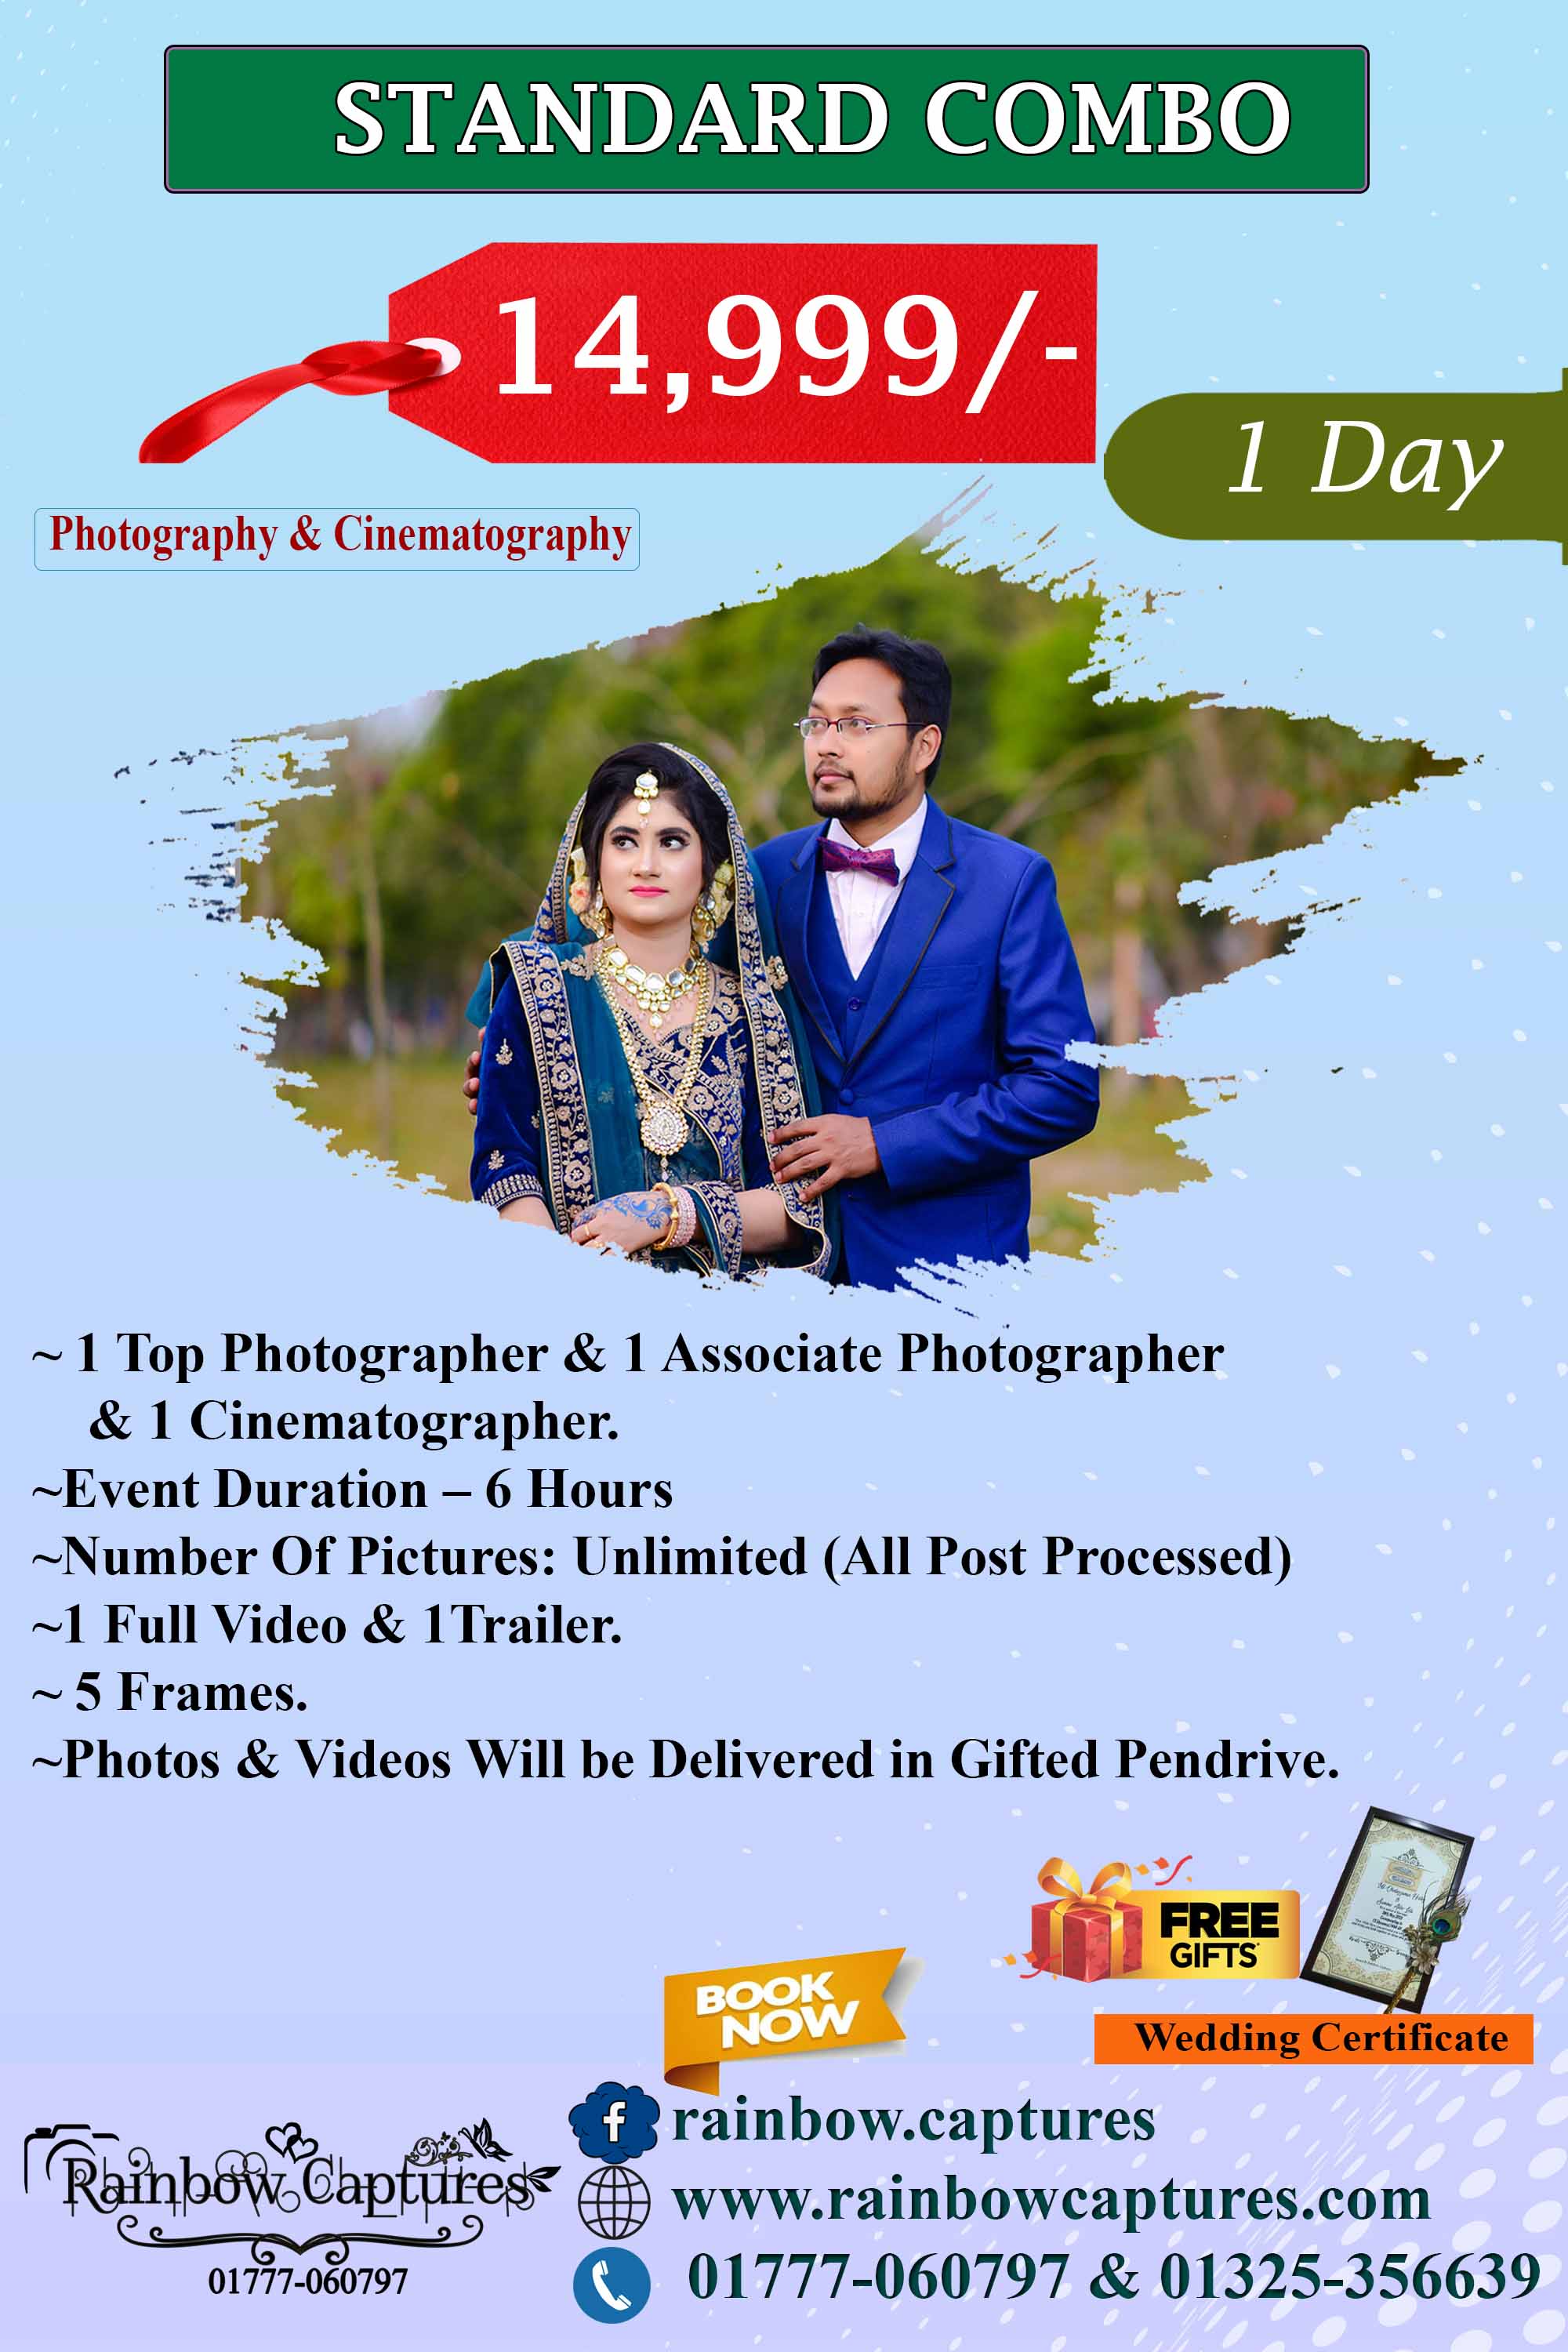 STANDARD COMBO
14,999/-
1 Day
Photography & Cinematography
~ 1 Top Photographer & 1 Associate Photographer
& 1 Cinematographer.
~Event Duration – 6 Hours
~Number Of Pictures: Unlimited (All Post Processed)
~1 Full Video & 1Trailer.
~ 5 Frames.
~Photos & Videos Will be Delivered in Gifted Pendrive.
FREE
GIFTS
BOOK
NOW
Wedding Certificate
f rainbow.captures
Rainbow Captures
www.rainbowcaptures.com
01777-060797
01777-060797 & 01325-356639